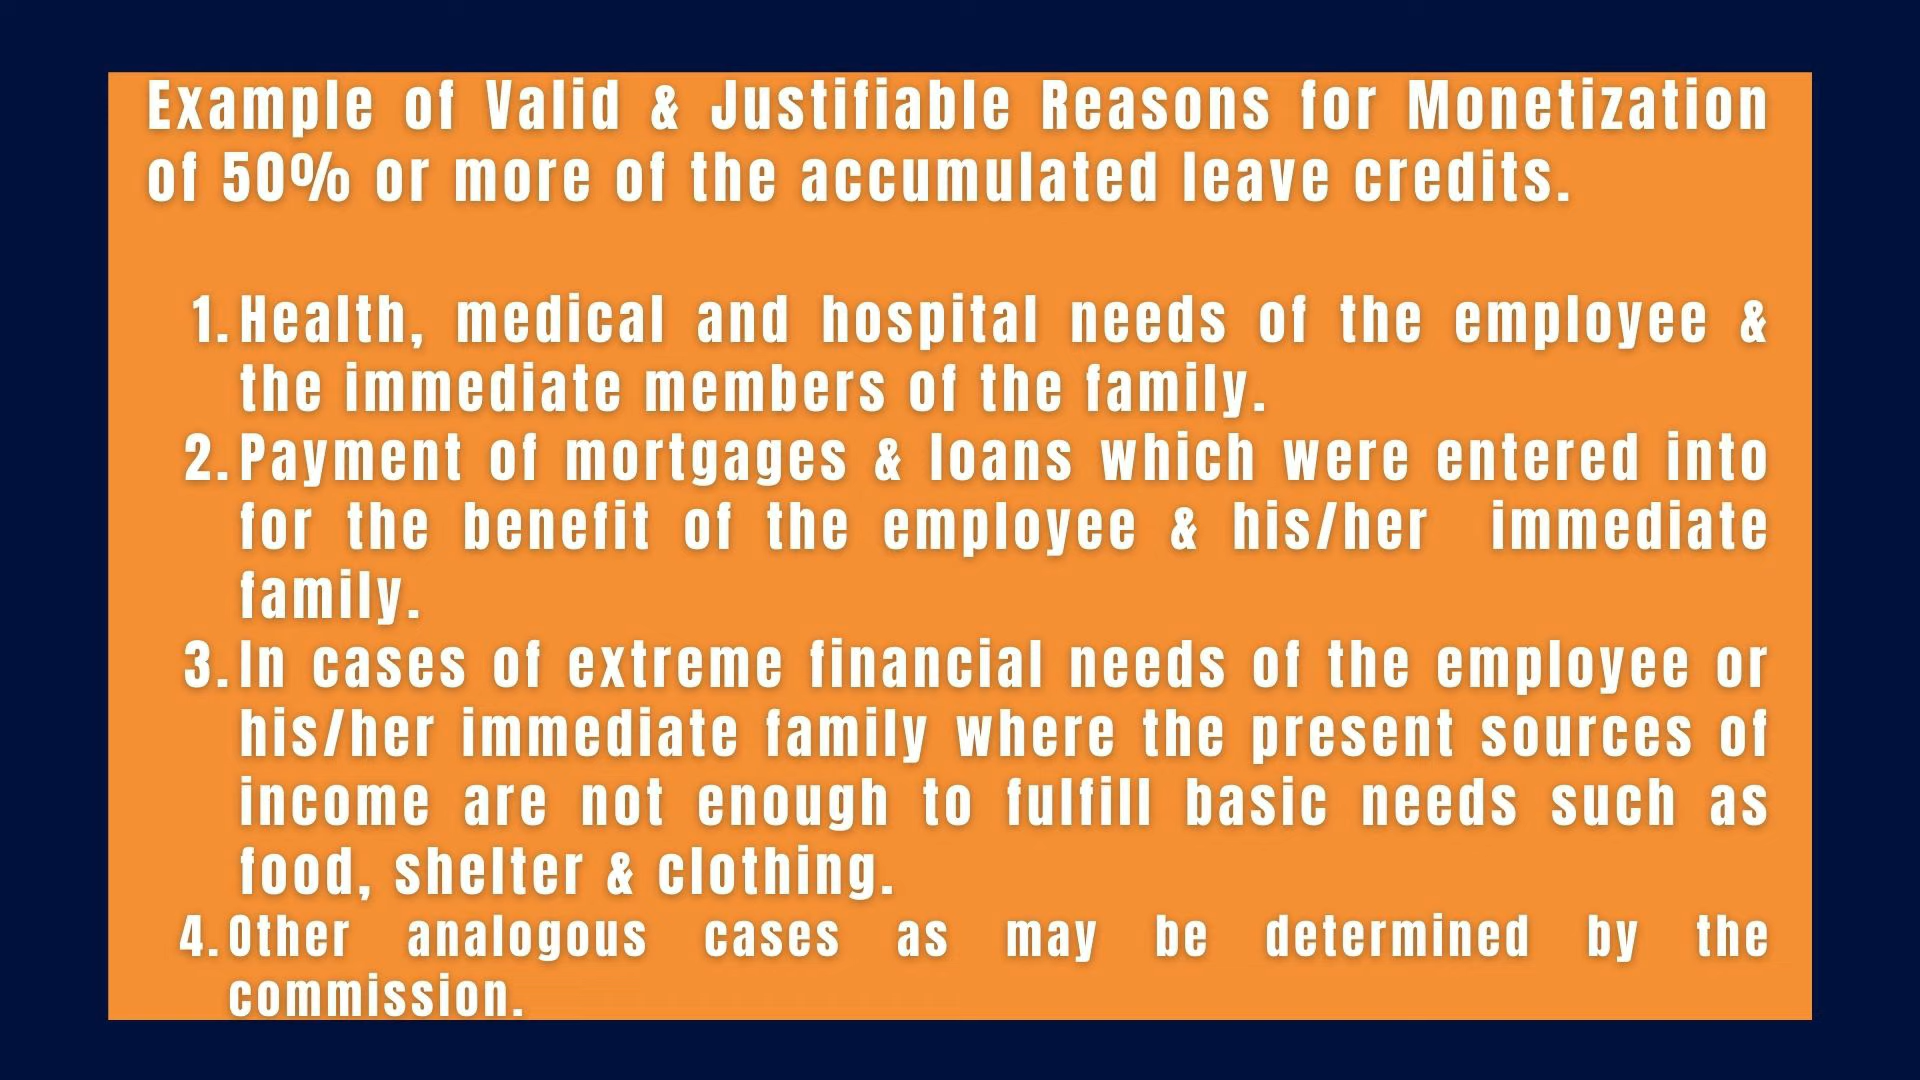 Example of Valid & Justifiable Reasons for Monetization
of 50% or more of the accumulated leave credits.
1. Health, medical and hospital needs of the employee &
the immediate members of the family.
2. Payment of mortgages & loans which were entered into
for the benefit of the employee & his/her immediate
family.
3. In cases of extreme financial needs of the employee or
his/her immediate family where the present sources of
income are not enough to fulfill basic needs such as
food, shelter & clothing.
4. Other analogous cases as may be determined by the
commission.